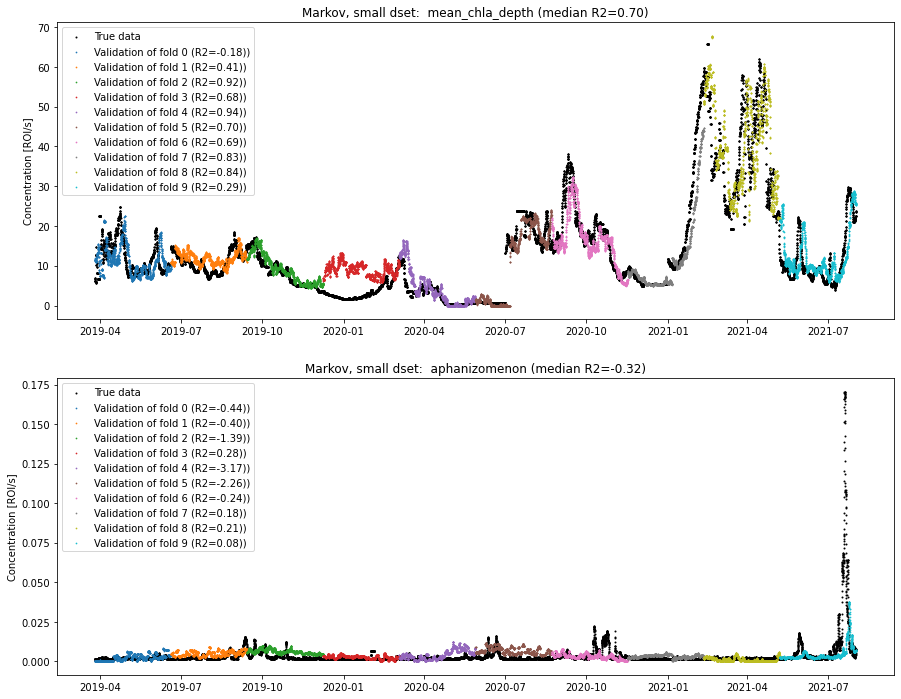 Markov, small dset:  mean_chla_depth (median R2=0.70)
70
60
50
40
30
20
10
0
Concentration [ROI/s]
True data
Validation of fold 0 (R2=-0.18))
Validation of fold 1 (R2=0.41))
Validation of fold 2 (R2=0.92))
Validation of fold 3 (R2=0.68))
Validation of fold 4 (R2=0.94))
Validation of fold 5 (R2=0.70))
Validation of fold 6 (R2=0.69))
Validation of fold 7 (R2=0.83))
Validation of fold 8 (R2=0.84))
Validation of fold 9 (R2=0.29))
2019-04 2019-07 2019-10 2020-01 2020-04 2020-07 2020-10 2021-01 2021-04 2021-07
Markov, small dset:  aphanizomenon (median R2=-0.32)
0.175
0.150
0.125
0.100
0.075
0.050
0.025
0.000
Concentration [ROI/s]
True data
Validation of fold 0 (R2=-0.44))
Validation of fold 1 (R2=-0.40))
Validation of fold 2 (R2=-1.39))
Validation of fold 3 (R2=0.28))
Validation of fold 4 (R2=-3.17))
Validation of fold 5 (R2=-2.26))
Validation of fold 6 (R2=-0.24))
Validation of fold 7 (R2=0.18))
Validation of fold 8 (R2=0.21))
Validation of fold 9 (R2=0.08))
2019-04 2019-07 2019-10 2020-01 2020-04 2020-07 2020-10 2021-01 2021-04 2021-07